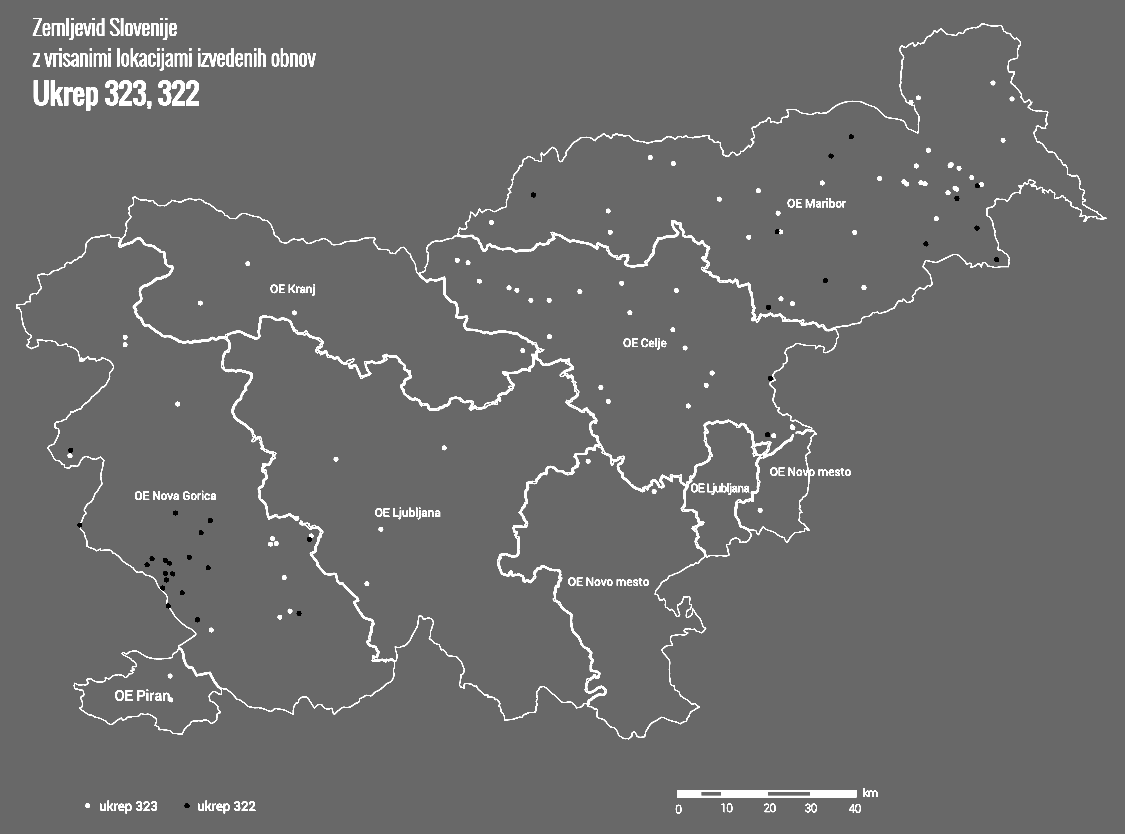 Zemljevid Slovenije
z vrisanimi lokacijami izvedenih obnov
Ukrep 323, 322
OE Maribor
OE Kranj
OE Celje
OE Novo mesto
OE Ljubljana
OE Nova Gorica
OE Ljubljana
OE Novo mesto
OE Piran
ukrep 323
ukrep 322
km
0 10 20 30 40